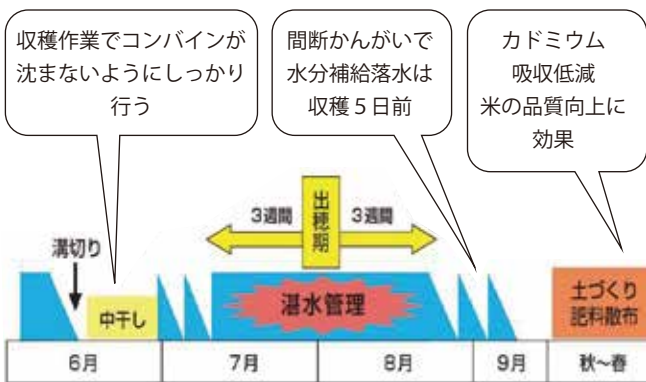 収穫作業でコンバインが
沈まないようにしっかり
行う
間断かんがいで
水分補給落水は
収穫5日前
カドミウム
吸収低減
米の品質向上に
効果
出穂期
3週間
3週間
溝切り
中干し
湛水管理
土づくり
肥料散布
6月
7月
8月
9月
秋～春